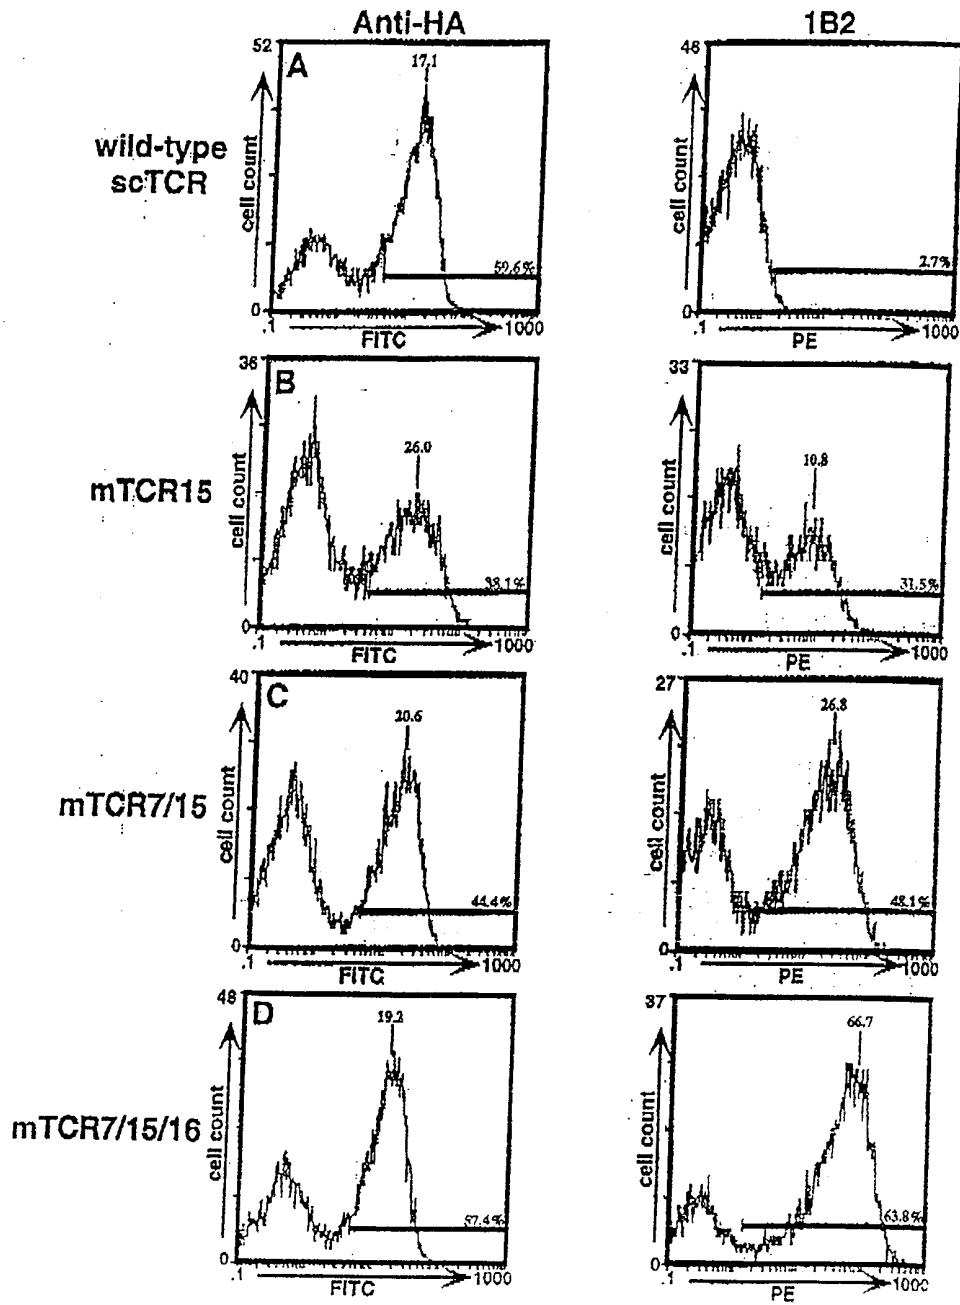 Anti-HA 1B2
wild-type
scTCR
52
A
17.1
cell count
59.6%
0
.1
FITC
1000
48
cell count
2.7%
0
.1
PE
1000
mTCR15
36
B
26.0
cell count
38.1%
0
.1
FITC
1000
33
10.8
cell count
31.5%
0
.1
PE
1000
mTCR7/15
40
C
20.6
cell count
44.4%
0
.1
FITC
1000
27
26.8
cell count
48.1%
0
.1
PE
1000
mTCR7/15/16
48
D
19.2
cell count
57.4%
0
.1
FITC
1000
37
66.7
cell count
63.8%
0
.1
PE
1000